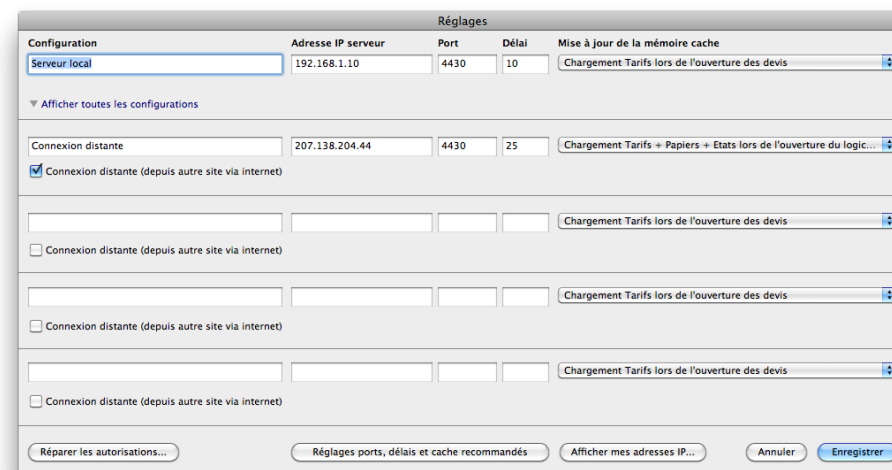 Réglages
Configuration Adresse IP serveur Port Délai Mise à jour de la mémoire cache
Serveur local 192.168.1.10 4430 10 Chargement Tarifs lors de l'ouverture des devis
Afficher toutes les configurations
Connexion distante 207.138.204.44 4430 25 Chargement Tarifs + Papiers + Etats lors de l'ouverture du logic...
Connexion distante (depuis autre site via internet)
Chargement Tarifs lors de l'ouverture des devis
Connexion distante (depuis autre site via internet)
Chargement Tarifs lors de l'ouverture des devis
Connexion distante (depuis autre site via internet)
Chargement Tarifs lors de l'ouverture des devis
Connexion distante (depuis autre site via internet)
Réparer les autorisations... Réglages ports, délais et cache recommandés Afficher mes adresses IP... Annuler Enregistrer